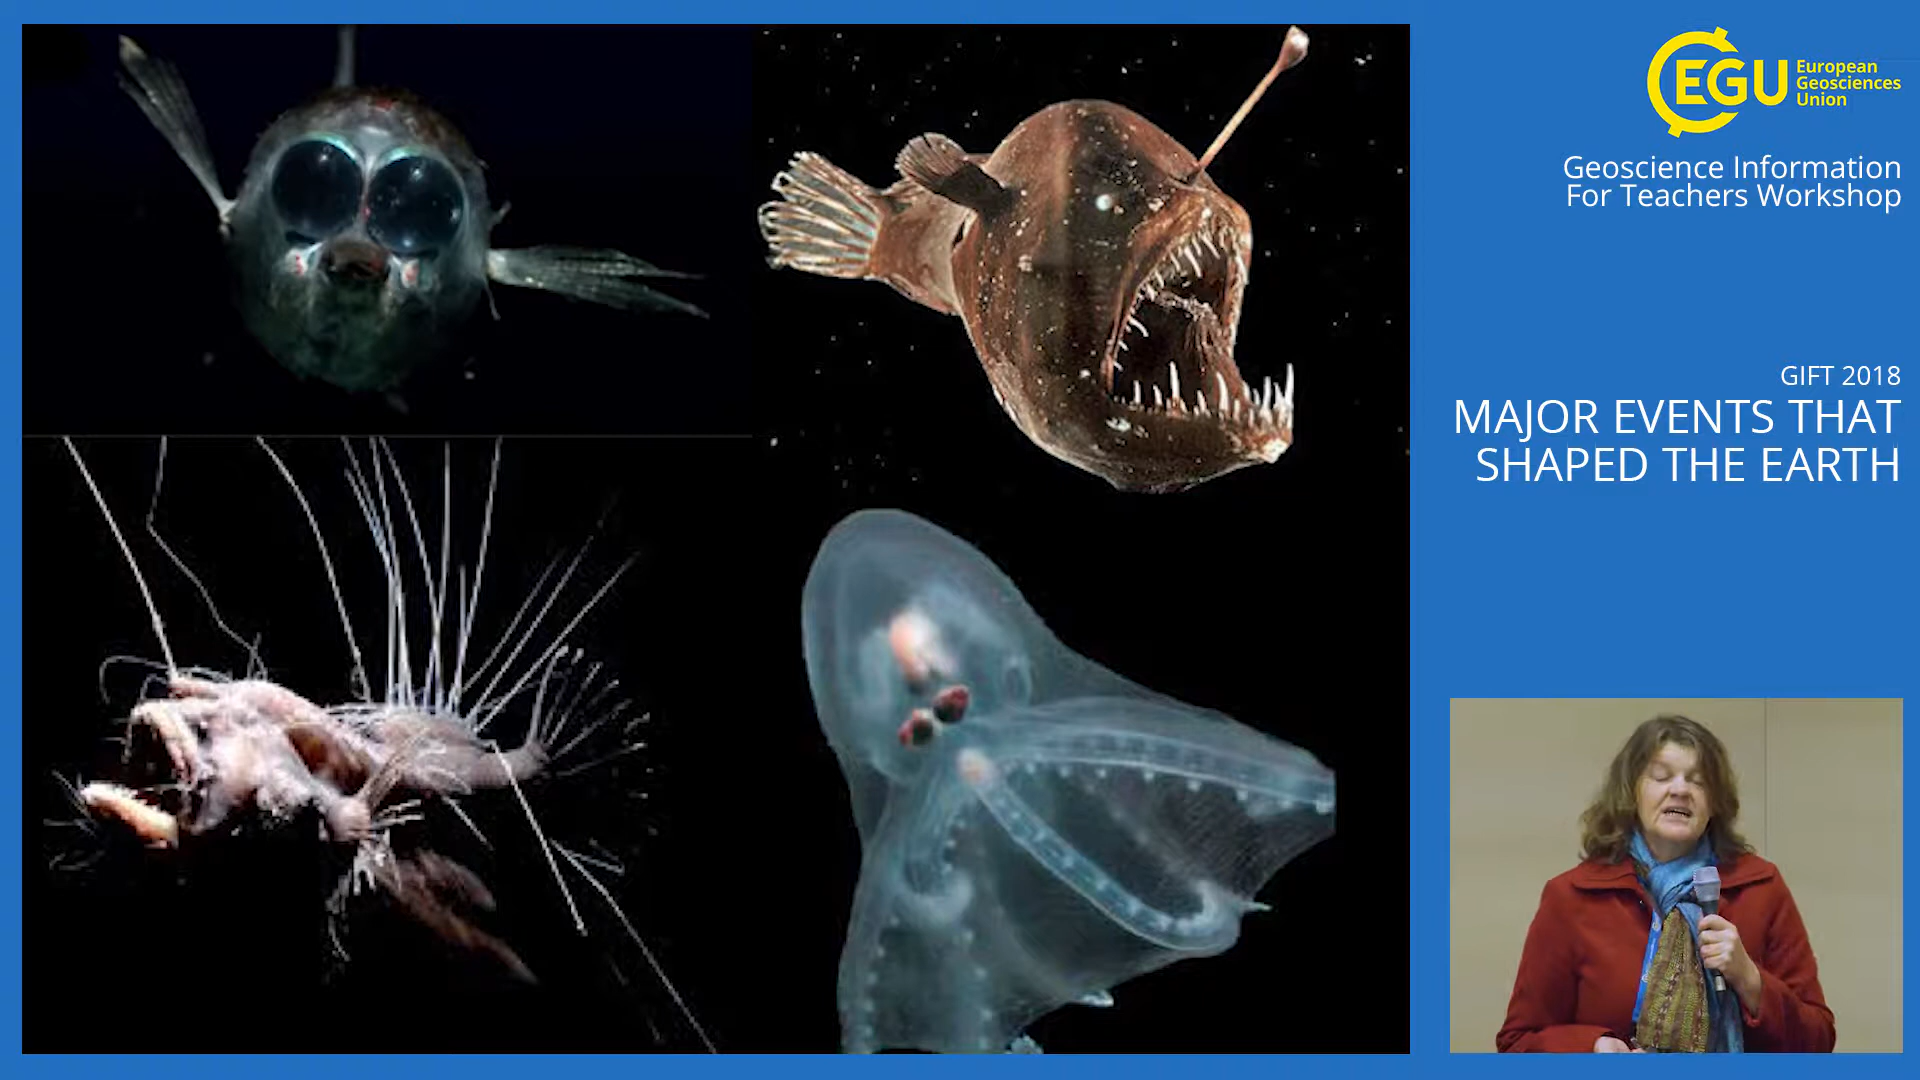 EGU
European
Geosciences
Union
Geoscience Information
For Teachers Workshop
GIFT 2018
MAJOR EVENTS THAT
SHAPED THE EARTH